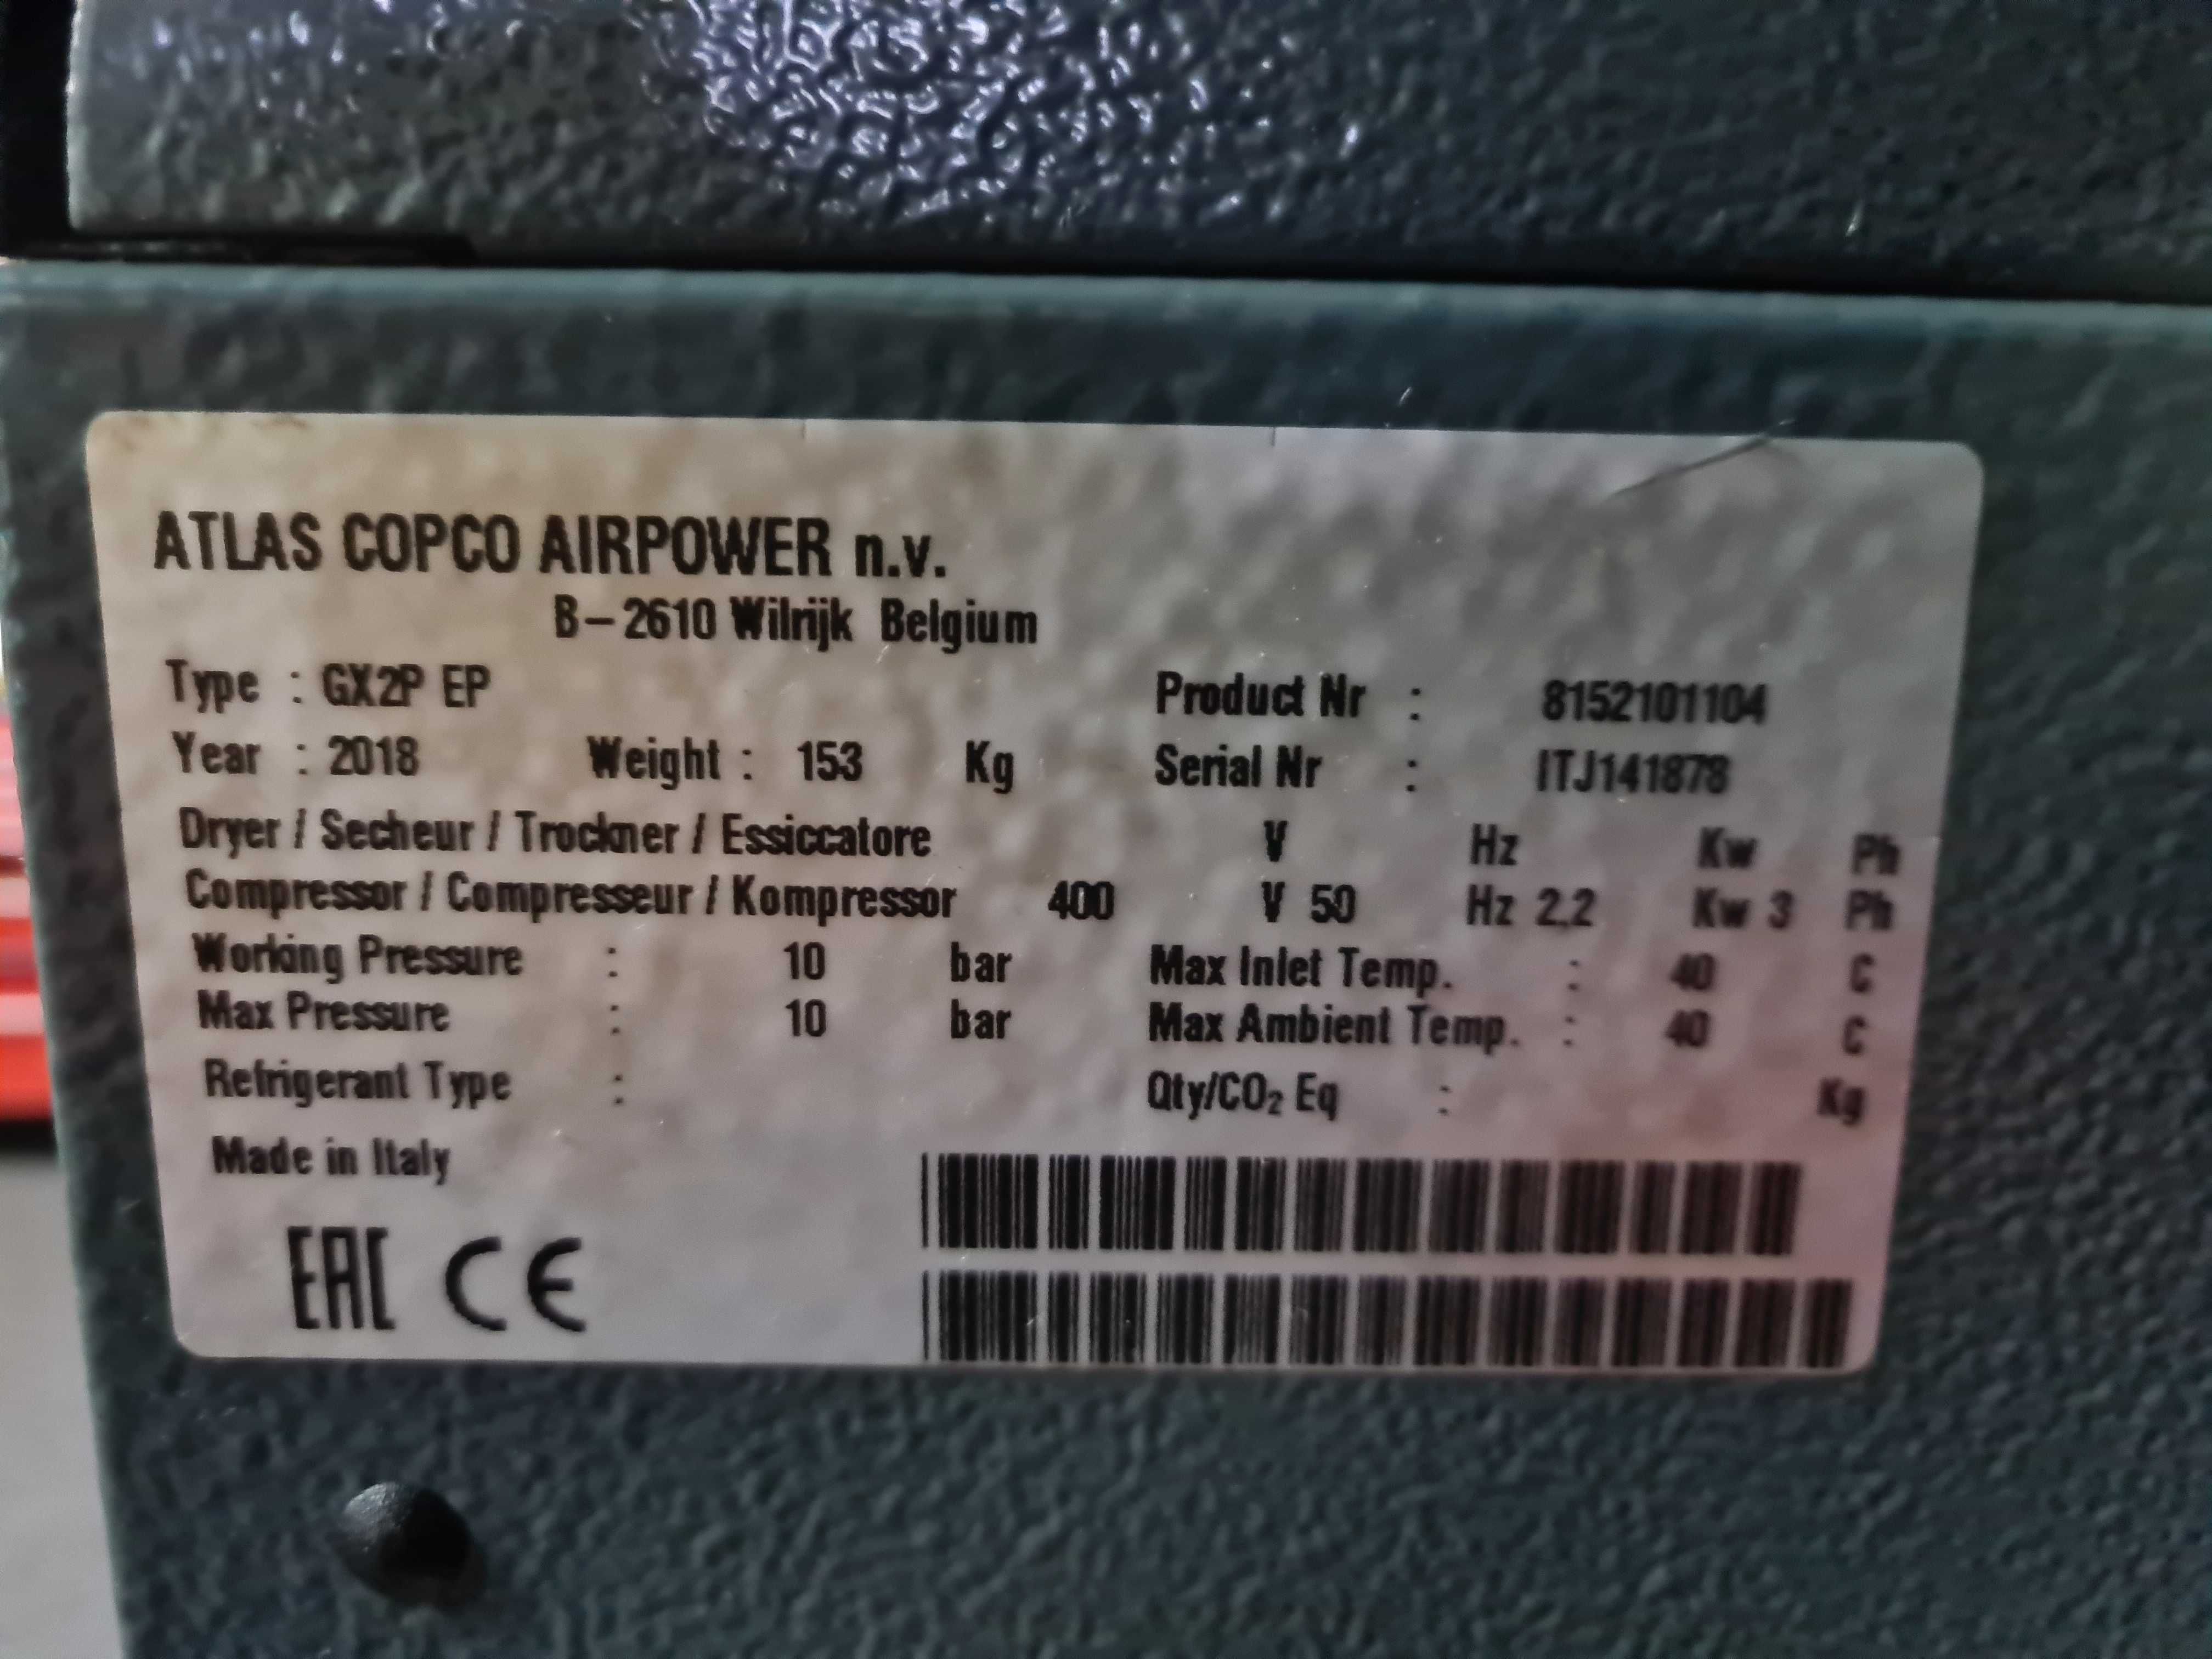 ATLAS COPCO AIRPOWER n.v.
B-2610 Wilrijk Belgium
Type : GX2P EP Product Nr : 8152101104
Year : 2018 Weight : 153 Kg Serial Nr : ITJ141878
Dryer / Secheur / Trockner / Essiccatore V Hz Kw Ph
Compressor / Compresseur / Kompressor 400 V 50 Hz 2,2 Kw 3 Ph
Working Pressure : 10 bar Max Inlet Temp. : 40 C
Max Pressure : 10 bar Max Ambient Temp. : 40 C
Refrigerant Type : Qty/CO₂ Eq : Kg
Made in Italy
EAC CE